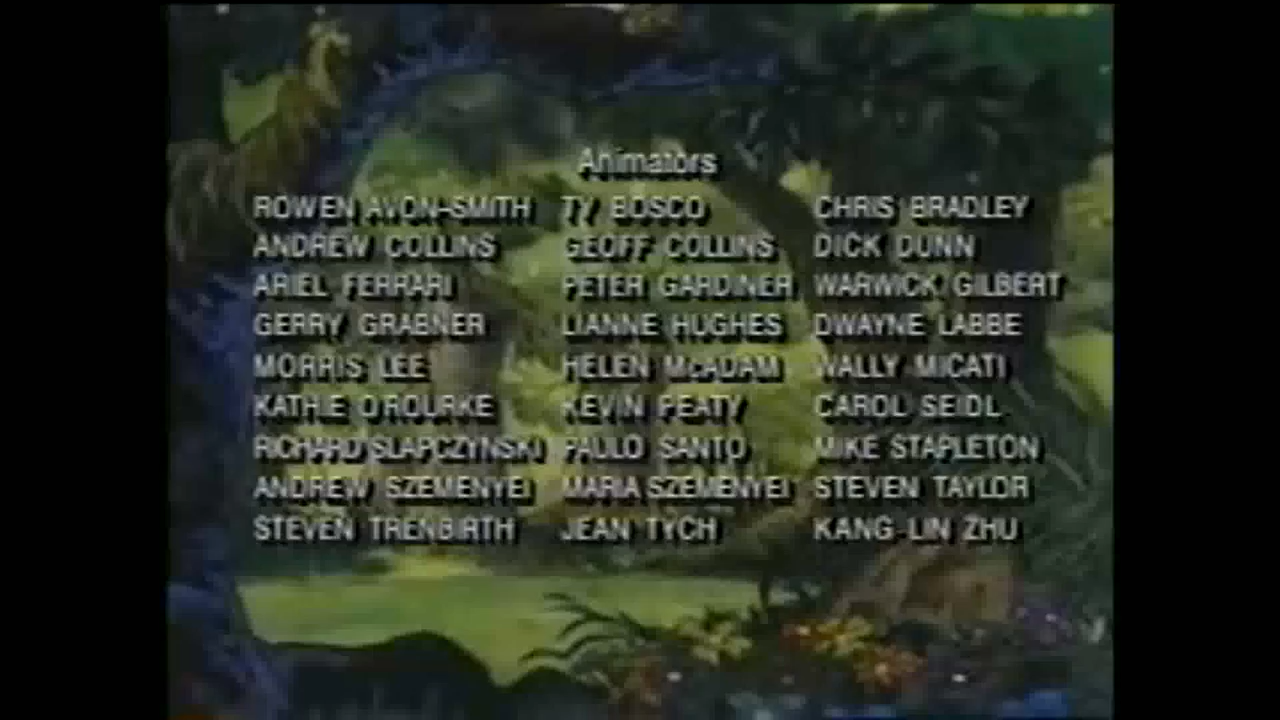 Animators
ROWEN AVON-SMITH TY BOSCO CHRIS BRADLEY
ANDREW COLLINS GEOFF COLLINS DICK DUNN
ARIEL FERRARI PETER GARDINER WARWICK GILBERT
GERRY GRABNER LIANNE HUGHES DWAYNE LABBE
MORRIS LEE HELEN McADAM WALLY MICATI
KATHIE O'ROURKE KEVIN PEATY CAROL SEIDL
RICHARD SLAPCZYNSKI PAULO SANTO MIKE STAPLETON
ANDREW SZEMENYEI MARIA SZEMENYEI STEVEN TAYLOR
STEVEN TRENBIRTH JEAN TYCH KANG-LIN ZHU